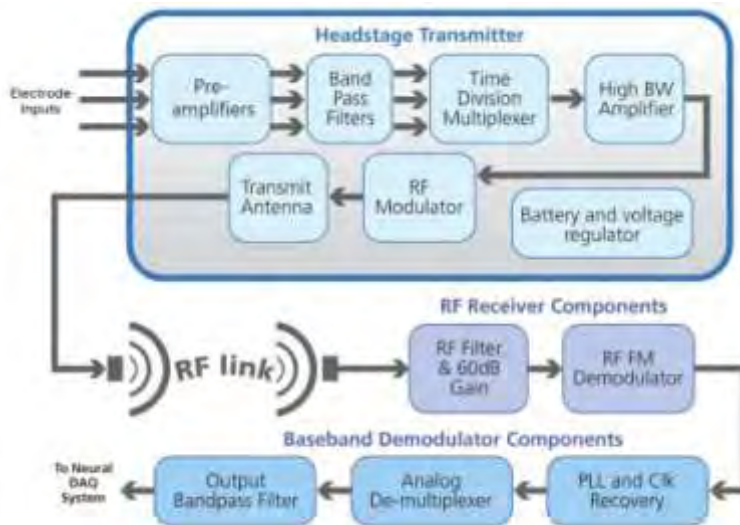 Headstage Transmitter
Electrode
Inputs
Pre-
amplifiers
Band
Pass
Filters
Time
Division
Multiplexer
High BW
Amplifier
Transmit
Antenna
RF
Modulator
Battery and voltage
regulator
RF Receiver Components
RF link
RF Filter
& 60dB
Gain
RF FM
Demodulator
Baseband Demodulator Components
To Neural
DAQ
System
Output
Bandpass Filter
Analog
De-multiplexer
PLL and Clk
Recovery